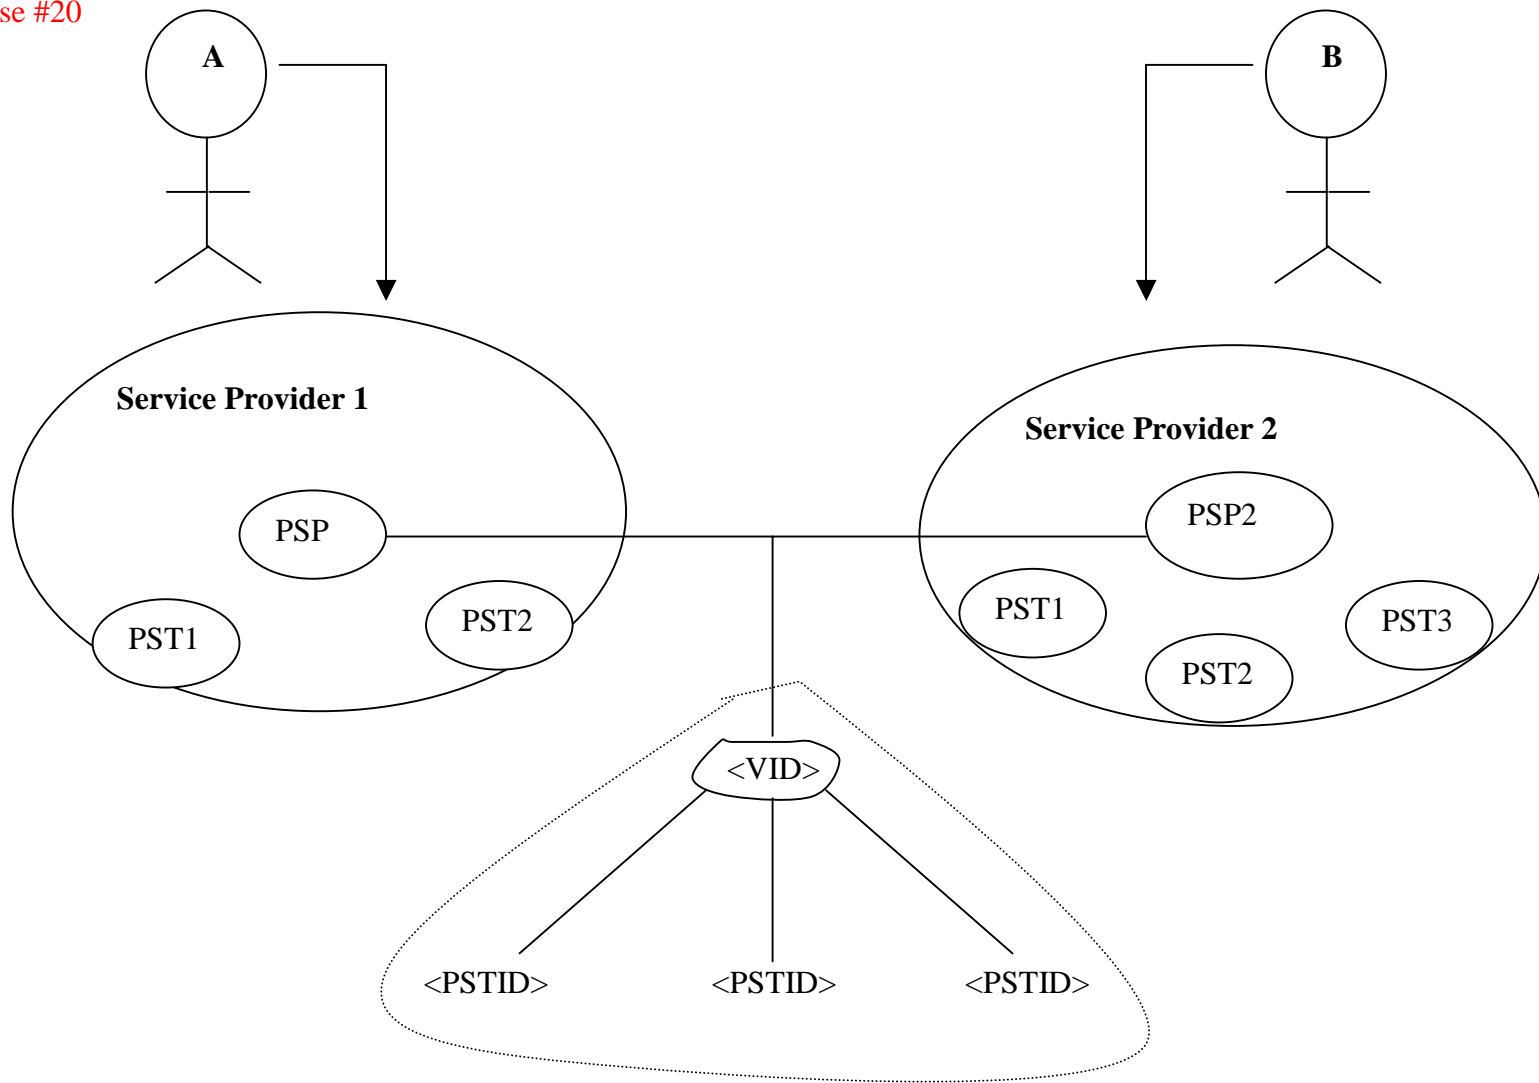 se #20
A
B
Service Provider 1
Service Provider 2
PSP
PSP2
PST1
PST2
PST1
PST2
PST3
<VID>
<PSTID> <PSTID> <PSTID>